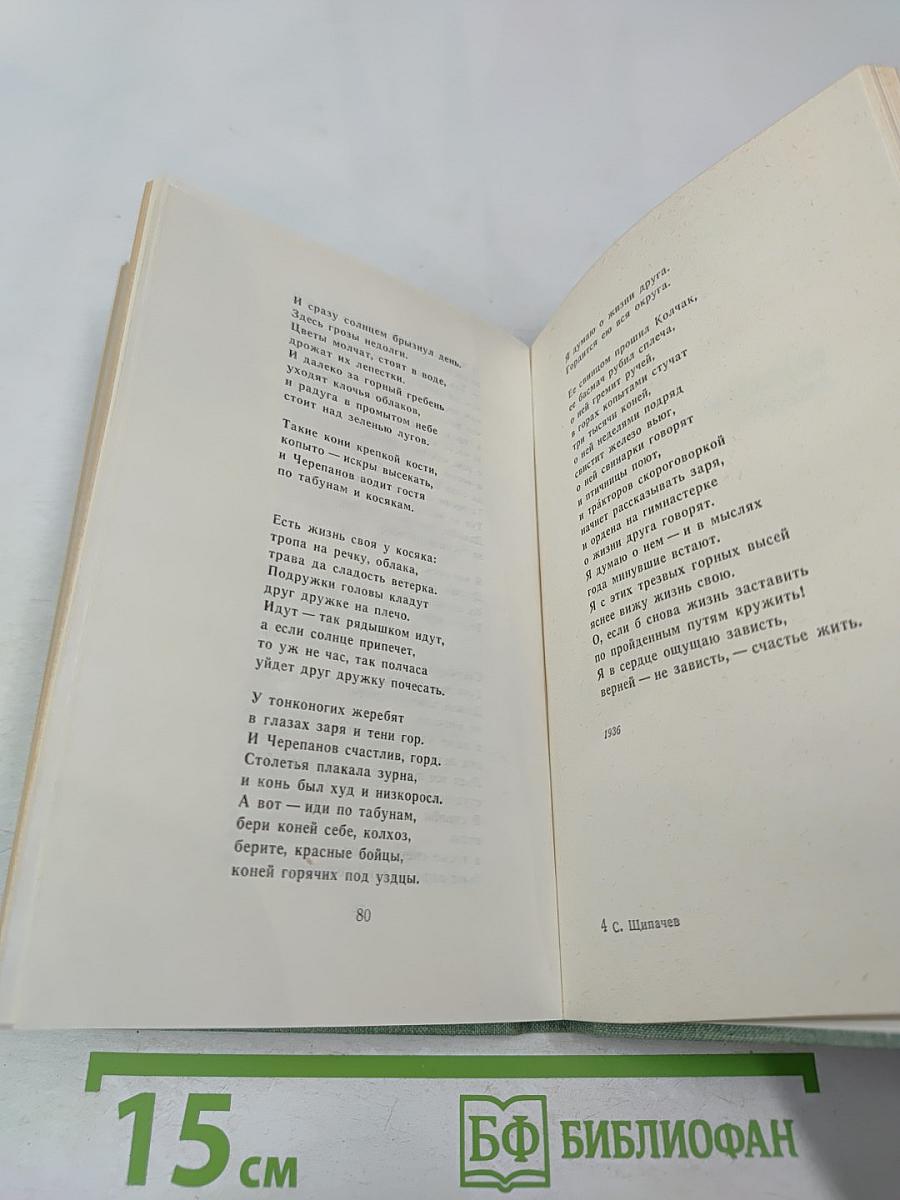 И сразу солнцем брызнул день.
Здесь грозы недолги.
Цветы молчат, стоят в воде,
дрожат их лепестки.
И далеко за горный гребень
уходят клочья облаков,
и радуга в промытом небе
стоит над зеленью лугов.
Такие кони крепкой кости,
копыто — искры высекать,
и Черепанов водит гостя
по табунам и косякам.
Есть жизнь своя у косяка:
тропа на речку, облака,
трава да сладость ветерка.
Подружки головы кладут
друг дружке на плечо.
Идут — так рядышком идут,
а если солнце припечет,
то уж не час, так полчаса
уйдет друг дружку почесать.
У тонконогих жеребят
в глазах заря и тени гор.
И Черепанов счастлив, горд.
Столетья плакала зурна,
и конь был худ и низкоросл.
А вот — иди по табунам,
бери коней себе, колхоз,
берите, красные бойцы,
коней горячих под уздцы.
80
Я думаю о жизни друга.
Гордится ею вся округа.
Ее свинцом прошил Колчак,
ее басмач рубил сплеча,
о ней гремит ручей,
в горах копытами стучат
три тысячи коней,
о ней неделями подряд
свистит железо вьюг,
о ней свинарки говорят
и птичницы поют,
и тракторов скороговоркой
начнет рассказывать заря,
и ордена на гимнастерке
о жизни друга говорят.
Я думаю о нем — и в мыслях
года минувшие встают.
Я с этих трезвых горных высей
яснее вижу жизнь свою.
О, если б снова жизнь заставить
по пройденным путям кружить!
Я в сердце ощущаю зависть,
верней — не зависть, — счастье жить.
1936
4 С. Щипачев
15 см
БФ БИБЛИОФАН